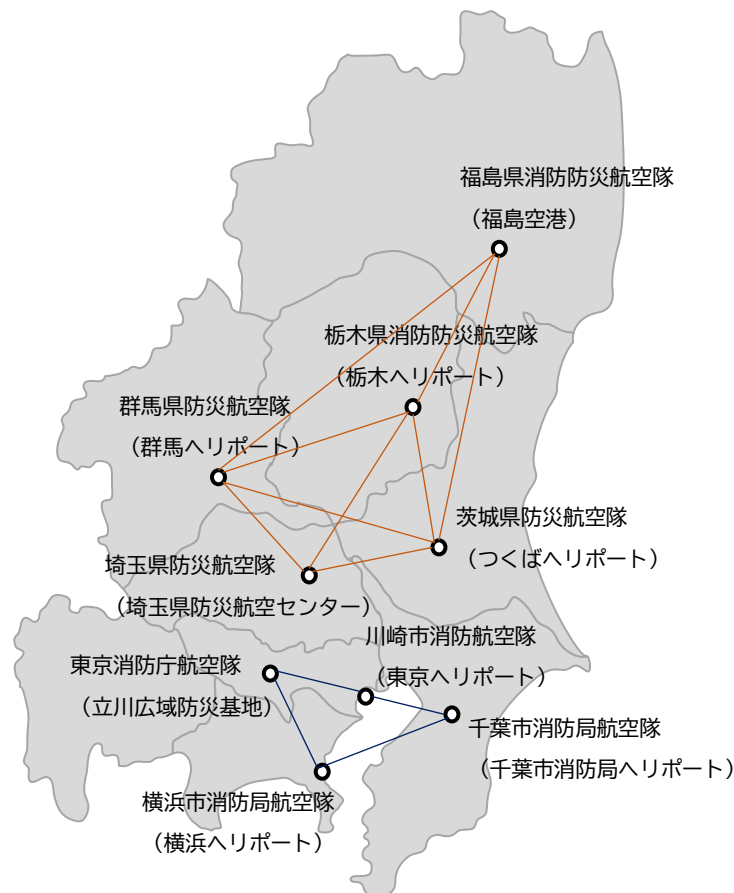 福島県消防防災航空隊
（福島空港）
栃木県消防防災航空隊
（栃木ヘリポート）
群馬県防災航空隊
（群馬ヘリポート）
茨城県防災航空隊
（つくばヘリポート）
埼玉県防災航空隊
（埼玉県防災航空センター）
川崎市消防航空隊
（東京ヘリポート）
東京消防庁航空隊
（立川広域防災基地）
千葉市消防局航空隊
（千葉市消防局ヘリポート）
横浜市消防局航空隊
（横浜ヘリポート）